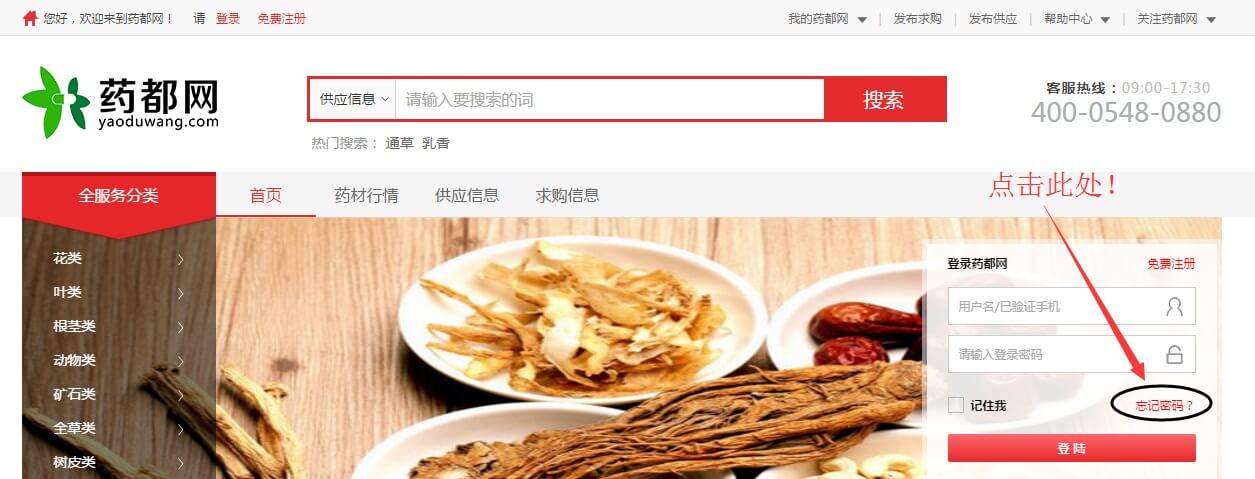 您好，欢迎来到药都网！ 请 登录 免费注册 我的药都网 发布求购 发布供应 帮助中心 关注药都网
药都网
yaoduwang.com
供应信息 请输入要搜索的词 搜索
热门搜索： 通草 乳香
客服热线：09:00-17:30
400-0548-0880
全服务分类 首页 药材行情 供应信息 求购信息
点击此处！
花类
叶类
根茎类
动物类
矿石类
全草类
树皮类
登录药都网 免费注册
用户名/已验证手机
请输入登录密码
记住我 忘记密码？
登 陆